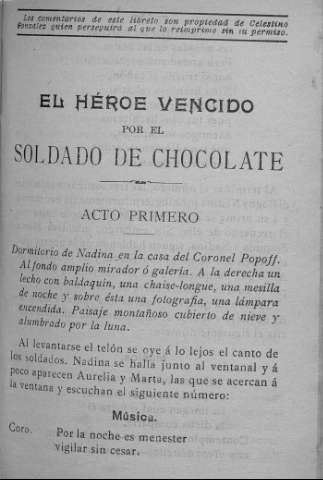 Los comentarios de este libreto son propiedad de Celestino
González quien perseguirá al que lo reimprima sin su permiso.
EL HÉROE VENCIDO
POR EL
SOLDADO DE CHOCOLATE
ACTO PRIMERO
Dormitorio de Nadina en la casa del Coronel Popoff.
Al fondo amplio mirador ó galería. A la derecha un
lecho con baldaquin, una chaise-longue, una mesilla
de noche y sobre ésta una fotografía, una lámpara
encendida. Paisaje montañoso cubierto de nieve y
alumbrado por la luna.
Al levantarse el telón se oye á lo lejos el canto de
los soldados. Nadina se halla junto al ventanal y á
poco aparecen Aurelia y Marta, las que se acercan á
la ventana y escuchan el siguiente número:
Música.
Coro. Por la noche es menester
vigilar sin cesar.